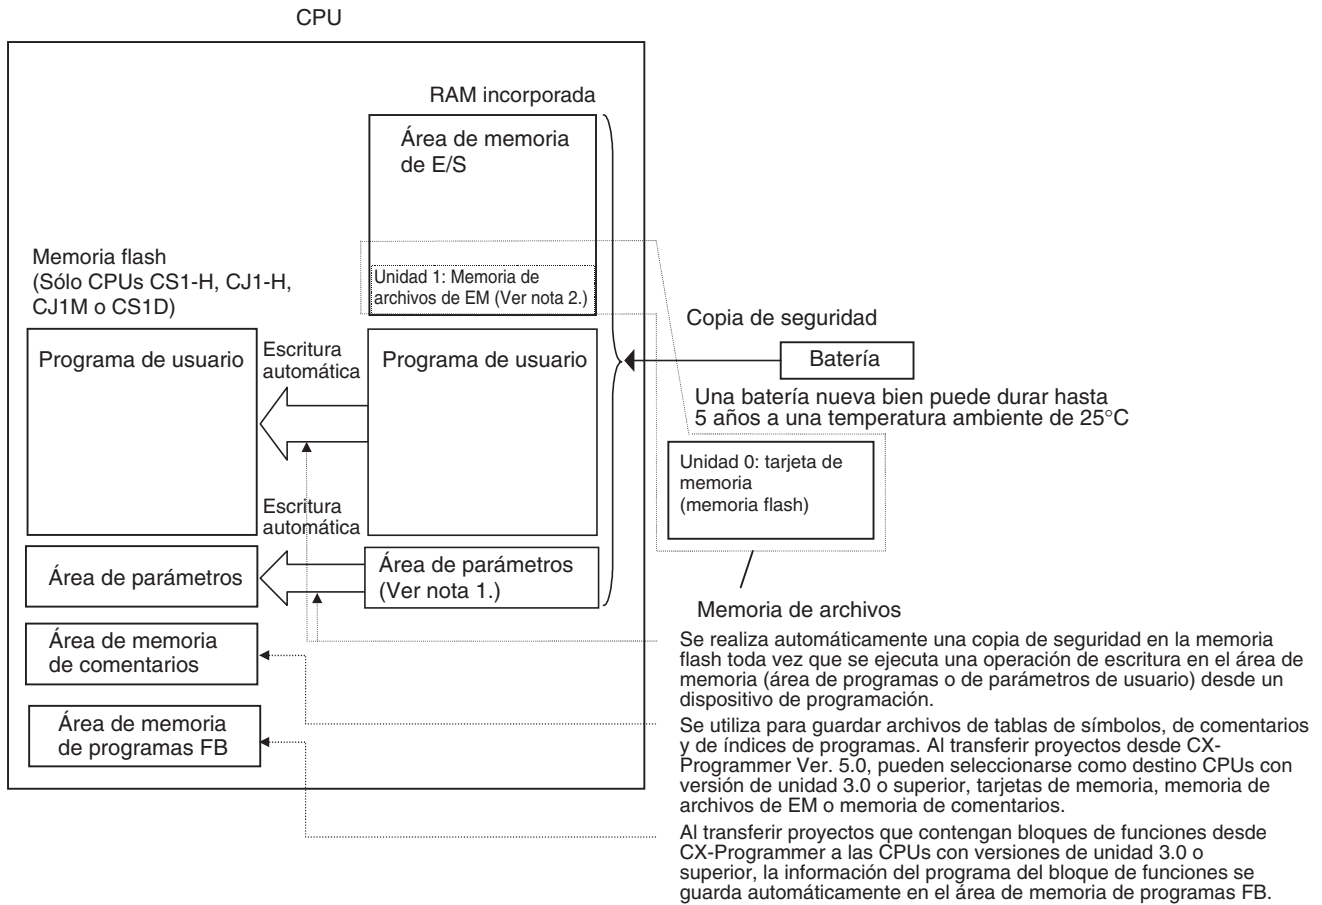 CPU
RAM incorporada
Área de memoria
de E/S
Memoria flash
(Sólo CPUs CS1-H, CJ1-H,
CJ1M o CS1D)
Unidad 1: Memoria de
archivos de EM (Ver nota 2.)
Programa de usuario
Escritura
automática
Programa de usuario
Copia de seguridad
Batería
Una batería nueva bien puede durar hasta
5 años a una temperatura ambiente de 25°C
Unidad 0: tarjeta de
memoria
(memoria flash)
Escritura
automática
Área de parámetros
Área de parámetros
(Ver nota 1.)
Memoria de archivos
Área de memoria
de comentarios
Se realiza automáticamente una copia de seguridad en la memoria
flash toda vez que se ejecuta una operación de escritura en el área de
memoria (área de programas o de parámetros de usuario) desde un
dispositivo de programación.
Área de memoria
de programas FB
Se utiliza para guardar archivos de tablas de símbolos, de comentarios
y de índices de programas. Al transferir proyectos desde CX-
Programmer Ver. 5.0, pueden seleccionarse como destino CPUs con
versión de unidad 3.0 o superior, tarjetas de memoria, memoria de
archivos de EM o memoria de comentarios.
Al transferir proyectos que contengan bloques de funciones desde
CX-Programmer a las CPUs con versiones de unidad 3.0 o
superior, la información del programa del bloque de funciones se
guarda automáticamente en el área de memoria de programas FB.